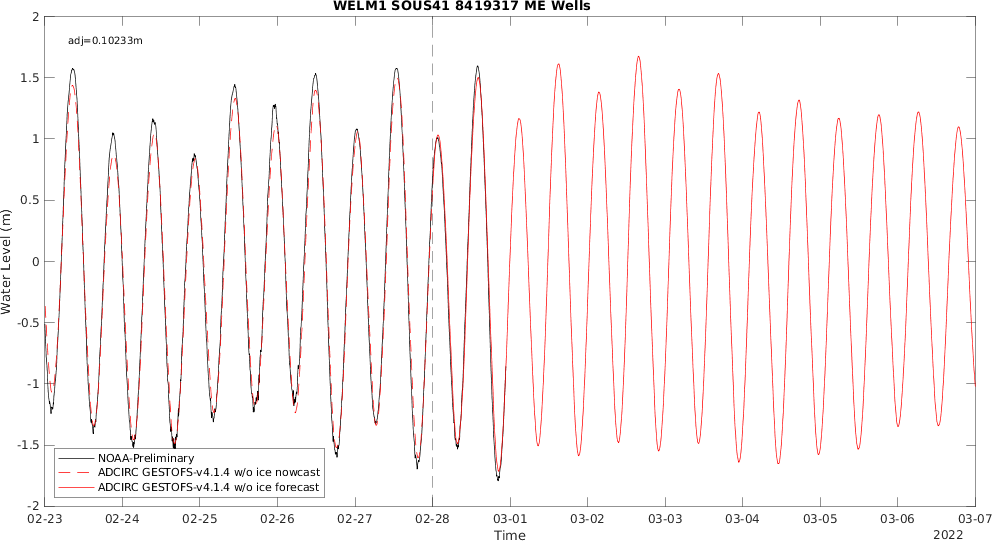 WELM1 SOUS41 8419317 ME Wells
adj=0.10233m
2
1.5
1
0.5
0
-0.5
-1
-1.5
-2
Water Level (m)
NOAA-Preliminary
ADCIRC GESTOFS-v4.1.4 w/o ice nowcast
ADCIRC GESTOFS-v4.1.4 w/o ice forecast
02-23 02-24 02-25 02-26 02-27 02-28 03-01 03-02 03-03 03-04 03-05 03-06 03-07
Time
2022